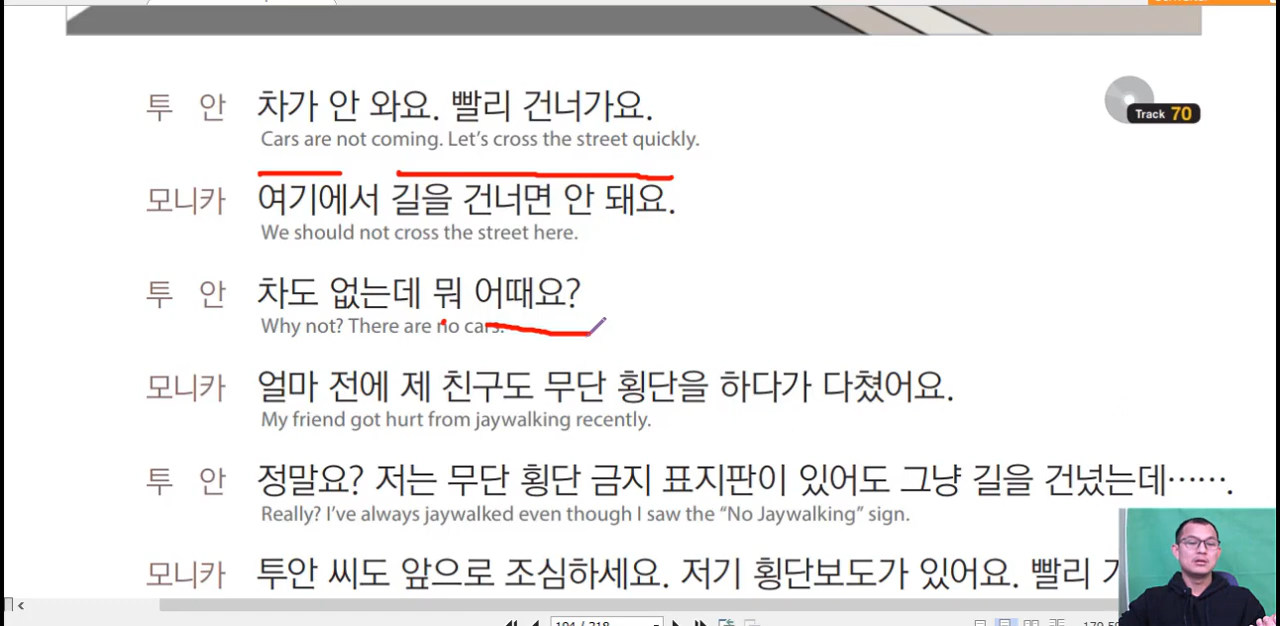 투 안 차가 안 와요. 빨리 건너가요.
Cars are not coming. Let's cross the street quickly.
Track 70
모니카 여기에서 길을 건너면 안 돼요.
We should not cross the street here.
투 안 차도 없는데 뭐 어때요?
Why not? There are no cars.
모니카 얼마 전에 제 친구도 무단 횡단을 하다가 다쳤어요.
My friend got hurt from jaywalking recently.
투 안 정말요? 저는 무단 횡단 금지 표지판이 있어도 그냥 길을 건넜는데…….
Really? I've always jaywalked even though I saw the “No Jaywalking” sign.
모니카 투안 씨도 앞으로 조심하세요. 저기 횡단보도가 있어요. 빨리